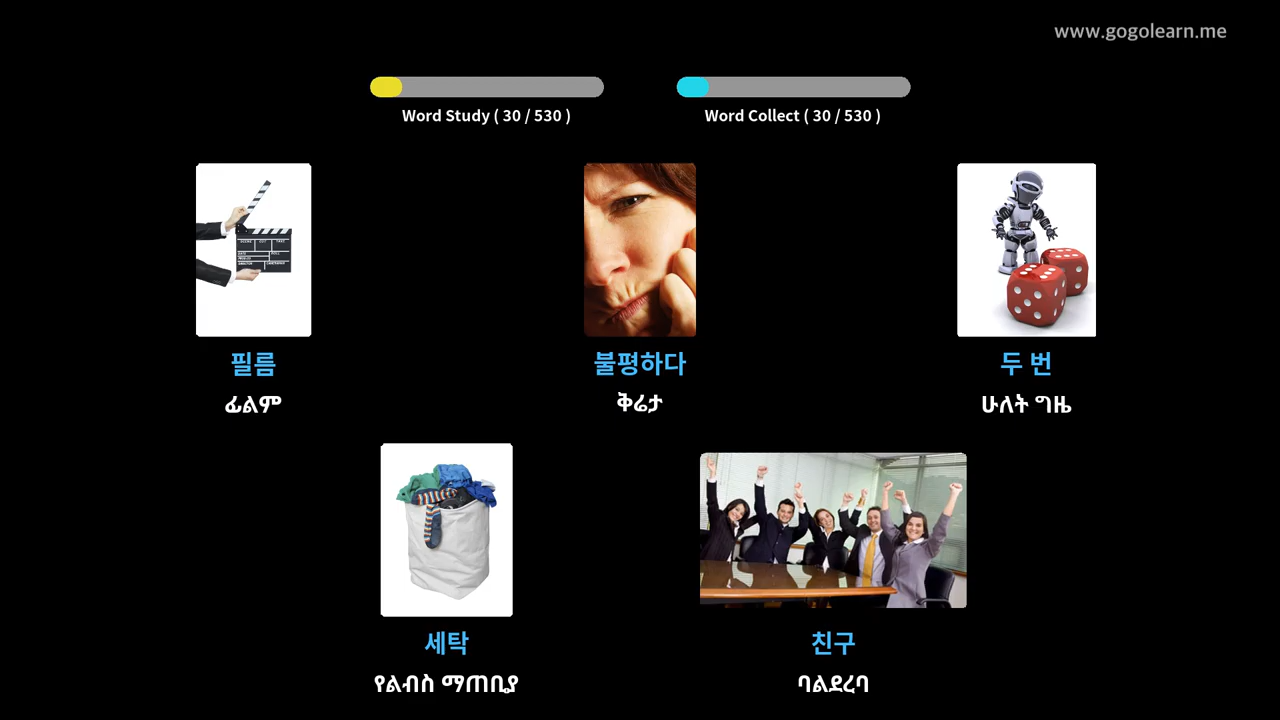 www.gogolearn.me
Word Study ( 30 / 530 )
Word Collect ( 30 / 530 )
필름
ፊልም
불평하다
ቅሬታ
두 번
ሁለት ግዜ
세탁
የልብስ ማጠቢያ
친구
ባልደረባ